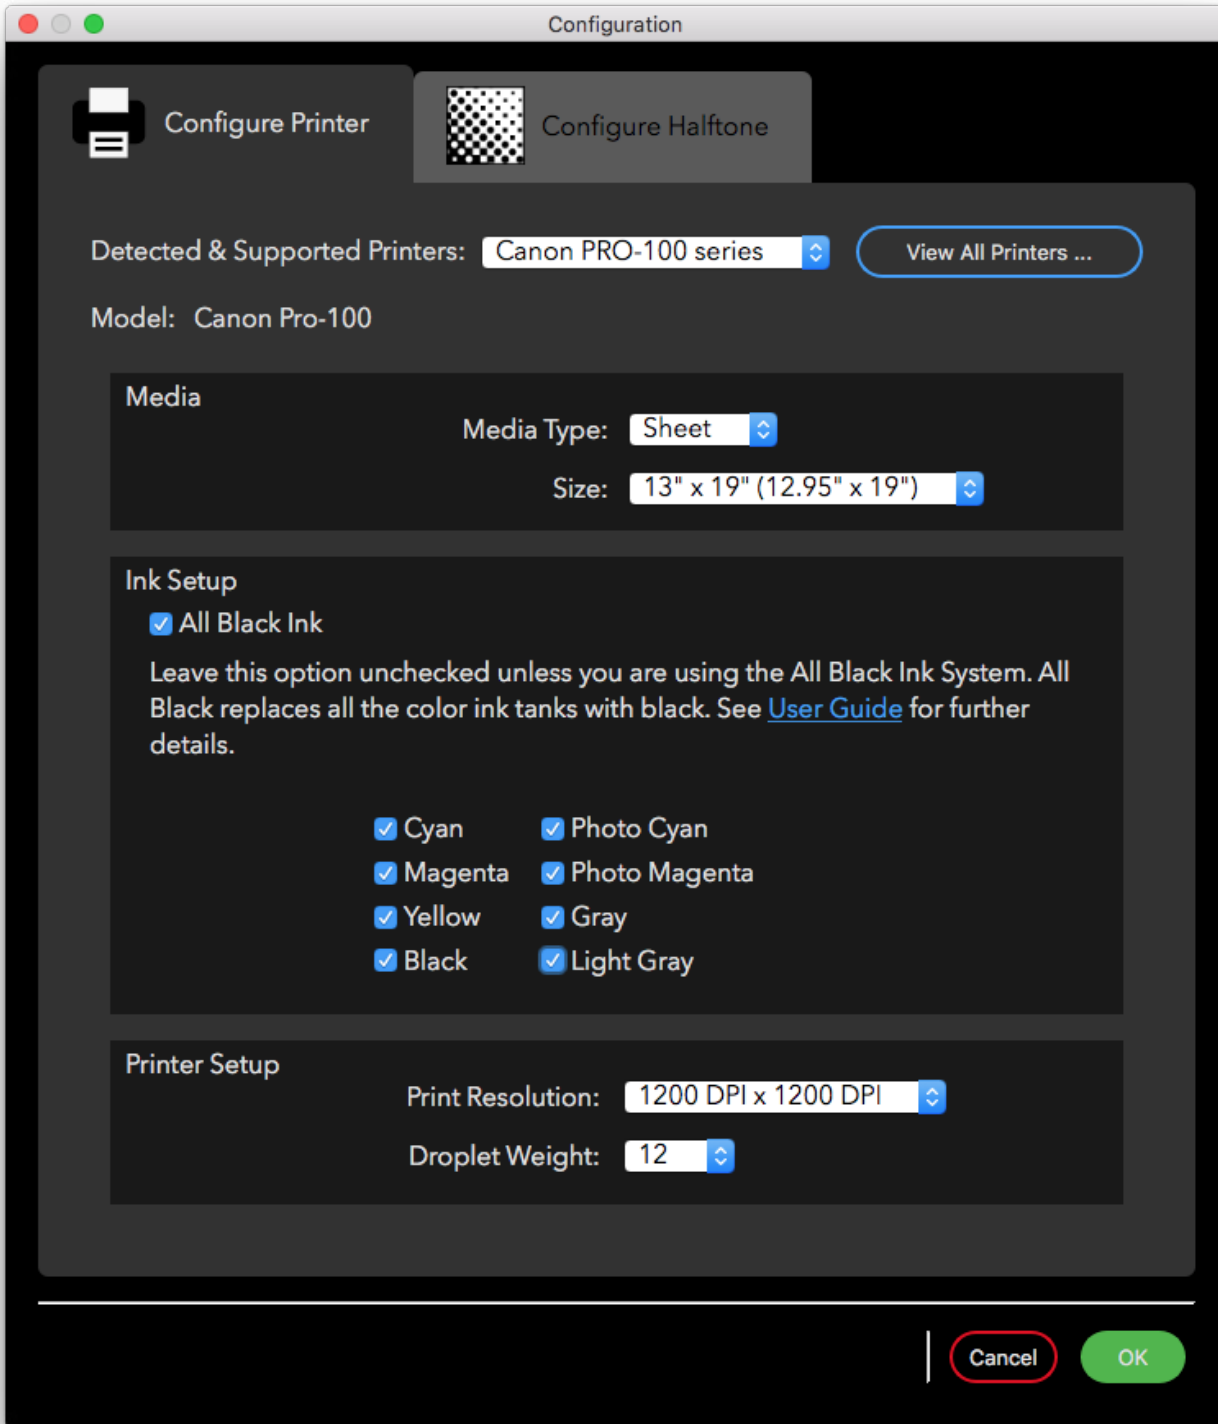 Configuration
Configure Printer
Configure Halftone
Detected & Supported Printers: Canon PRO-100 series View All Printers ...
Model: Canon Pro-100
Media
Media Type: Sheet
Size: 13" x 19" (12.95" x 19")
Ink Setup
All Black Ink
Leave this option unchecked unless you are using the All Black Ink System. All
Black replaces all the color ink tanks with black. See User Guide for further
details.
Cyan Photo Cyan
Magenta Photo Magenta
Yellow Gray
Black Light Gray
Printer Setup
Print Resolution: 1200 DPI x 1200 DPI
Droplet Weight: 12
Cancel OK